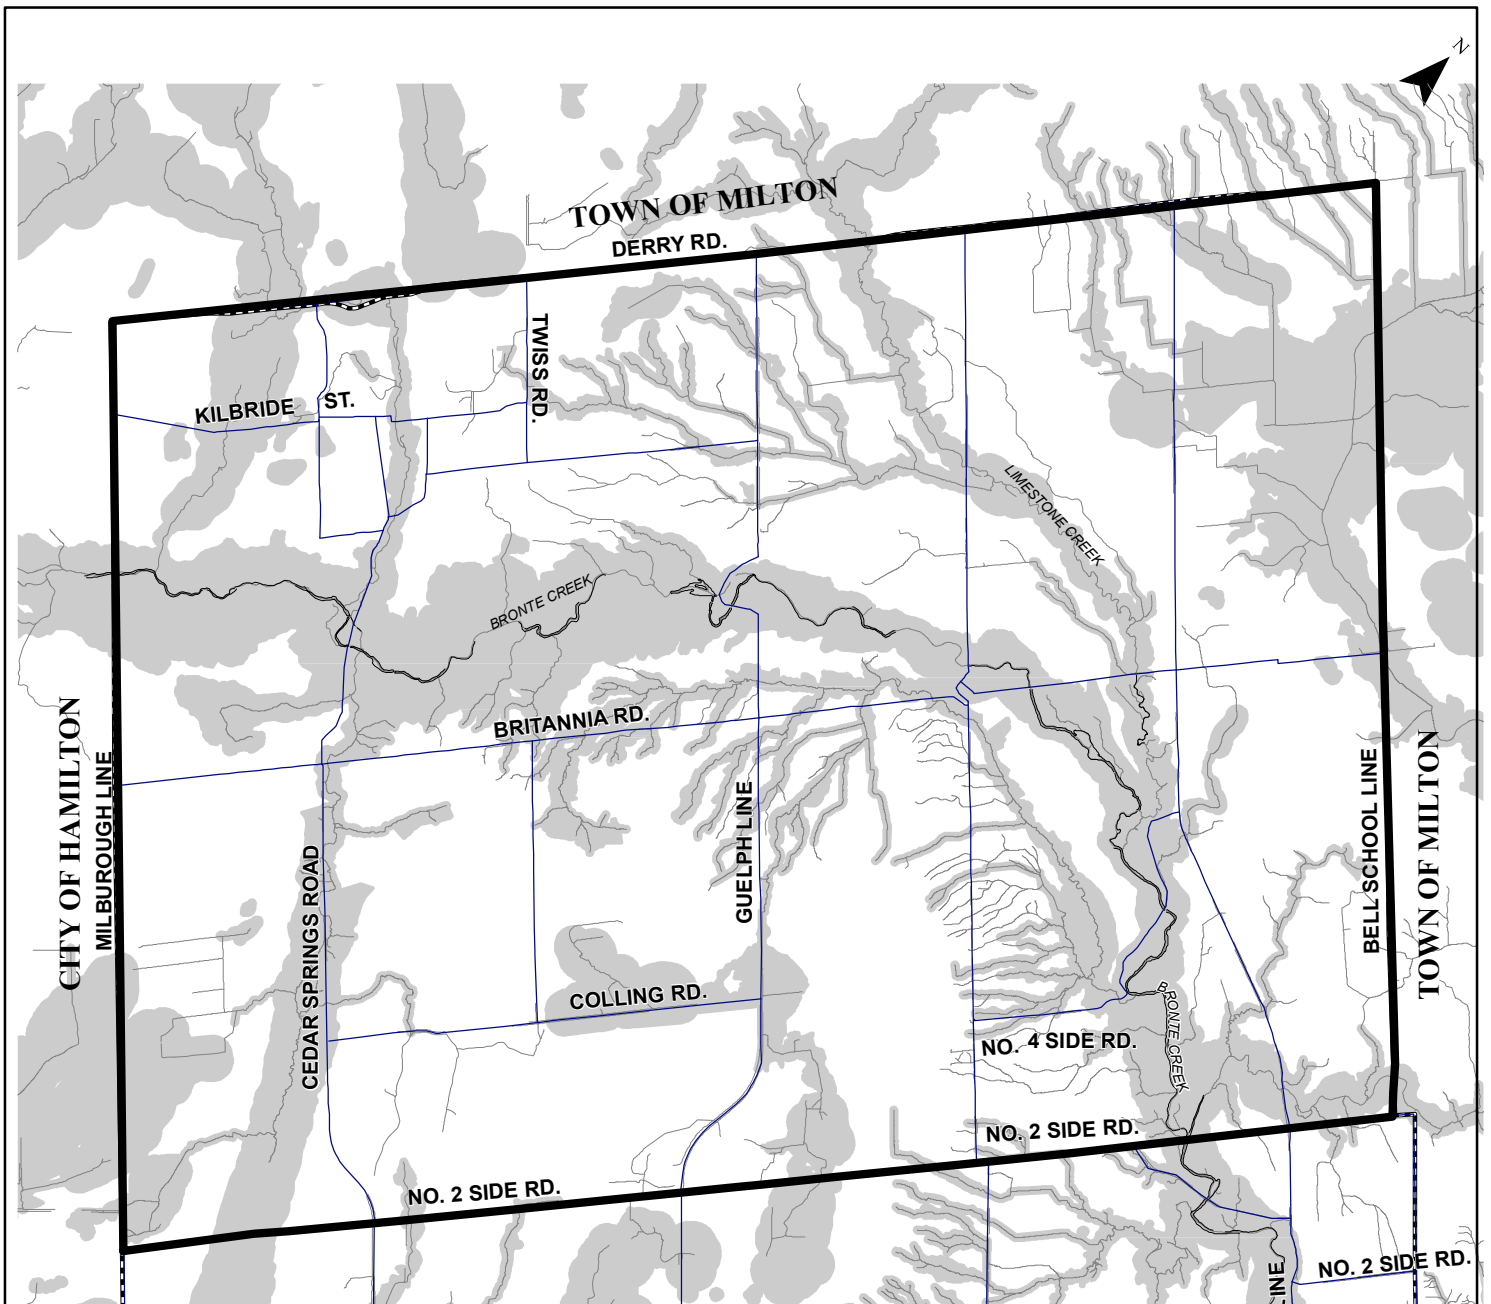 N
TOWN OF MILTON
DERRY RD.
TWISS RD.
KILBRIDE ST.
LIMESTONE CREEK
BRONTE CREEK
BRITANNIA RD.
CITY OF HAMILTON
MILBOROUGH LINE
CEDAR SPRINGS ROAD
GUELPH LINE
BELL SCHOOL LINE
TOWN OF MILTON
COLLING RD.
BRONTE CREEK
NO. 4 SIDE RD.
NO. 2 SIDE RD.
NO. 2 SIDE RD.
NO. 2 SIDE RD.
INE